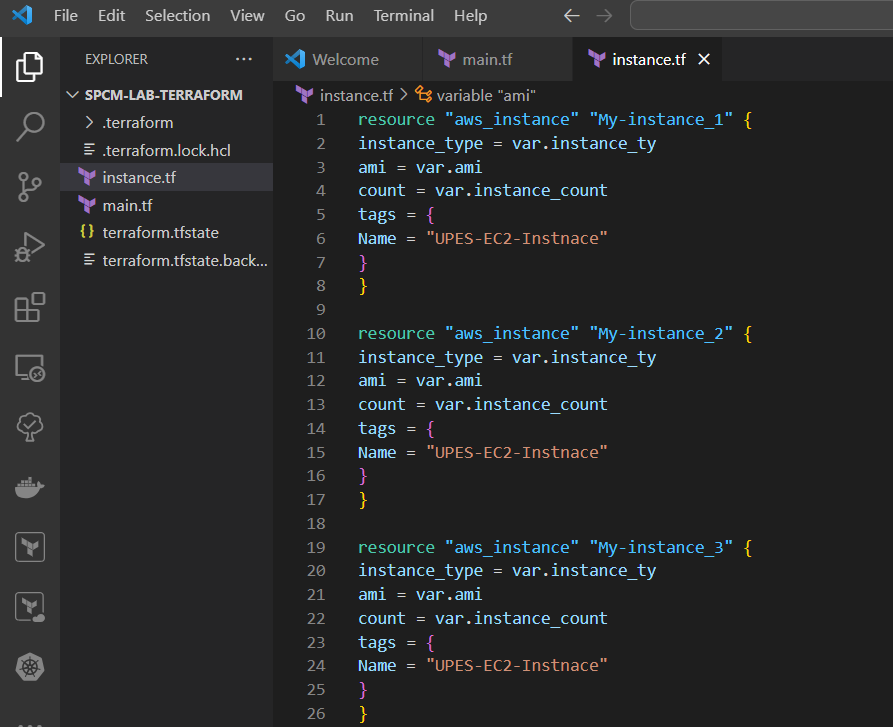 File Edit Selection View Go Run Terminal Help
EXPLORER
SPCM-LAB-TERRAFORM
.terraform
.terraform.lock.hcl
instance.tf
main.tf
terraform.tfstate
terraform.tfstate.back...
Welcome main.tf instance.tf
instance.tf > variable "ami"
1 resource "aws_instance" "My-instance_1" {
2 instance_type = var.instance_ty
3 ami = var.ami
4 count = var.instance_count
5 tags = {
6 Name = "UPES-EC2-Instnace"
7 }
8 }
9
10 resource "aws_instance" "My-instance_2" {
11 instance_type = var.instance_ty
12 ami = var.ami
13 count = var.instance_count
14 tags = {
15 Name = "UPES-EC2-Instnace"
16 }
17 }
18
19 resource "aws_instance" "My-instance_3" {
20 instance_type = var.instance_ty
21 ami = var.ami
22 count = var.instance_count
23 tags = {
24 Name = "UPES-EC2-Instnace"
25 }
26 }